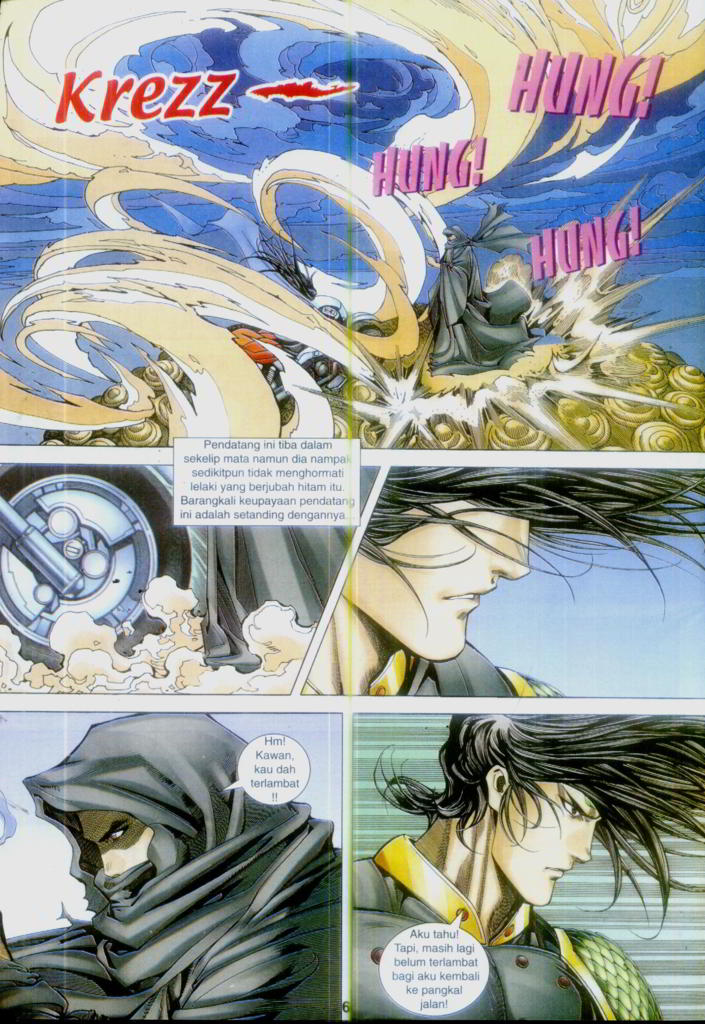 Krezz
HUNG!
HUNG!
HUNG!
Pendatang ini tiba dalam
sekelip mata namun dia nampak
sedikitpun tidak menghormati
lelaki yang berjubah hitam itu.
Barangkali keupayaan pendatang
ini adalah setanding dengannya...
Hm!
Kawan,
kau dah
terlambat
!!
Aku tahu!
Tapi, masih lagi
belum terlambat
bagi aku kembali
ke pangkal
jalan!
6